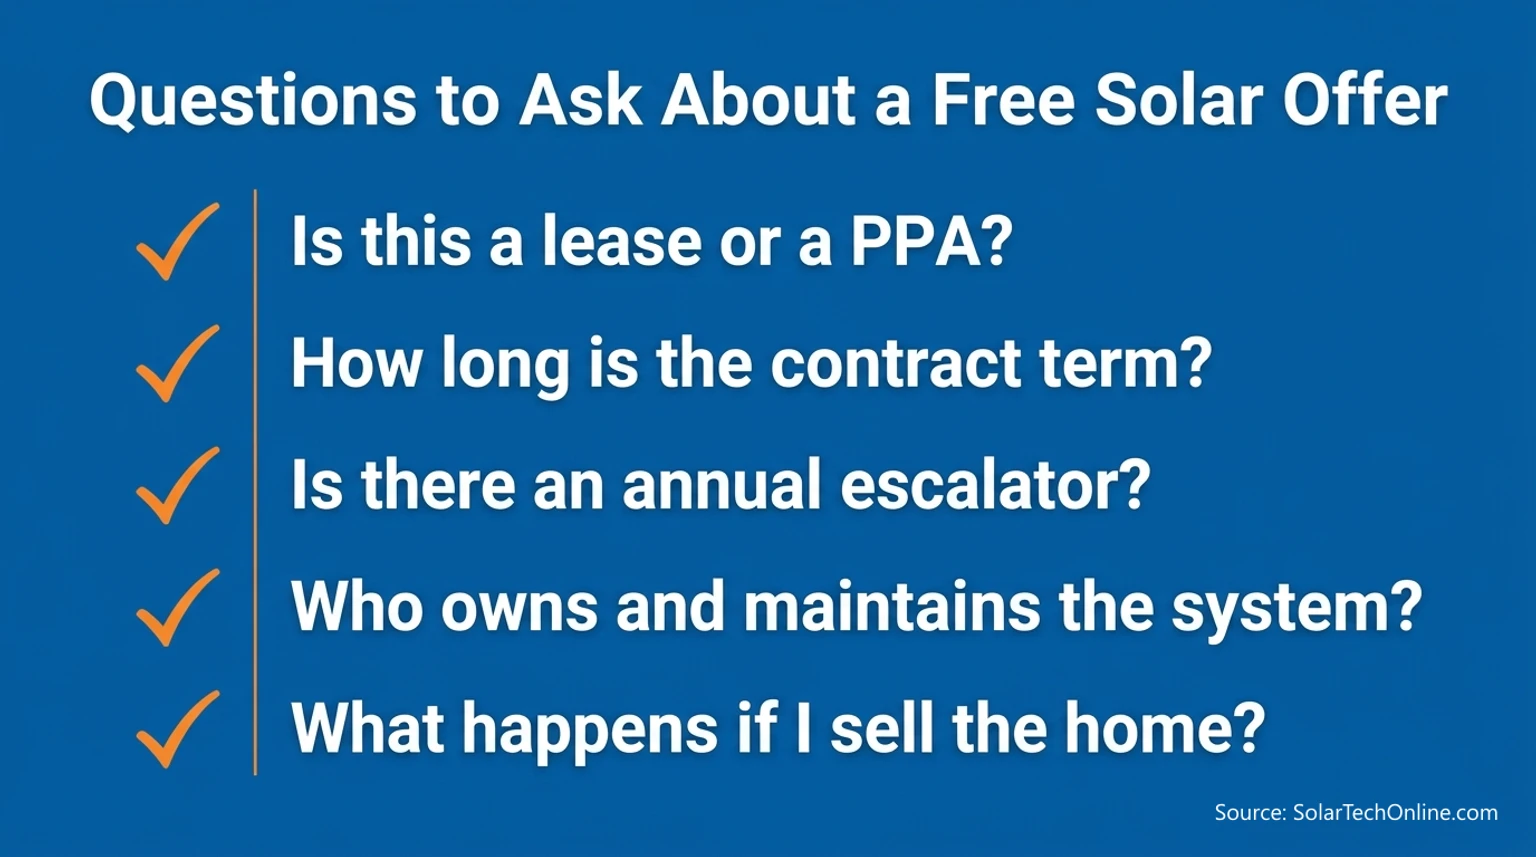 Questions to Ask About a Free Solar Offer
Is this a lease or a PPA?
How long is the contract term?
Is there an annual escalator?
Who owns and maintains the system?
What happens if I sell the home?
Source: SolarTechOnline.com